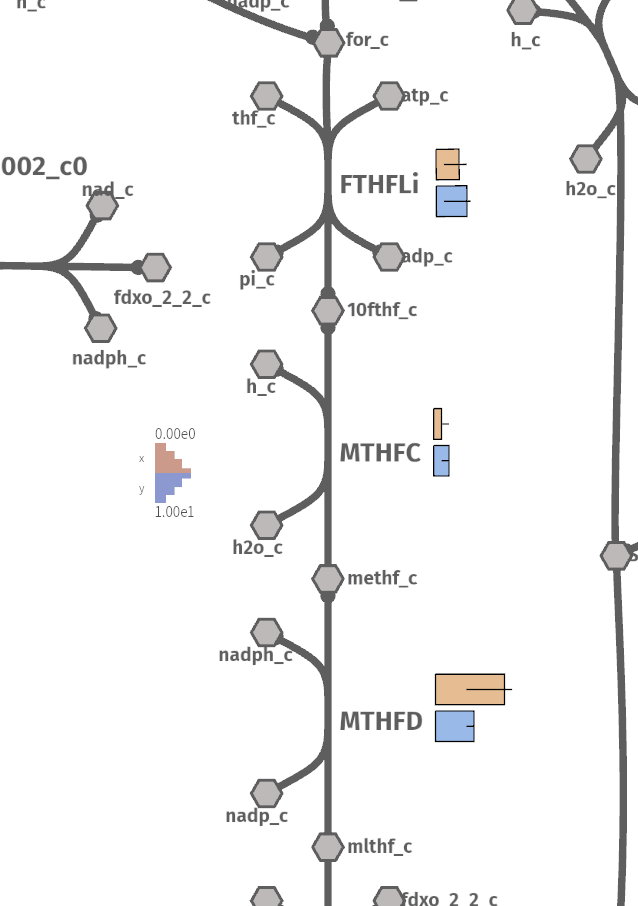 h_c
nadp_c
for_c
h_c
thf_c
atp_c
002_c0
nad_c
FTHFLi
h2o_c
pi_c
adp_c
fdxo_2_2_c
10fthf_c
nadph_c
h_c
0.00e0
x
MTHFC
y
1.00e1
h2o_c
methf_c
nadph_c
MTHFD
nadp_c
mlthf_c
fdxo_2_2_c